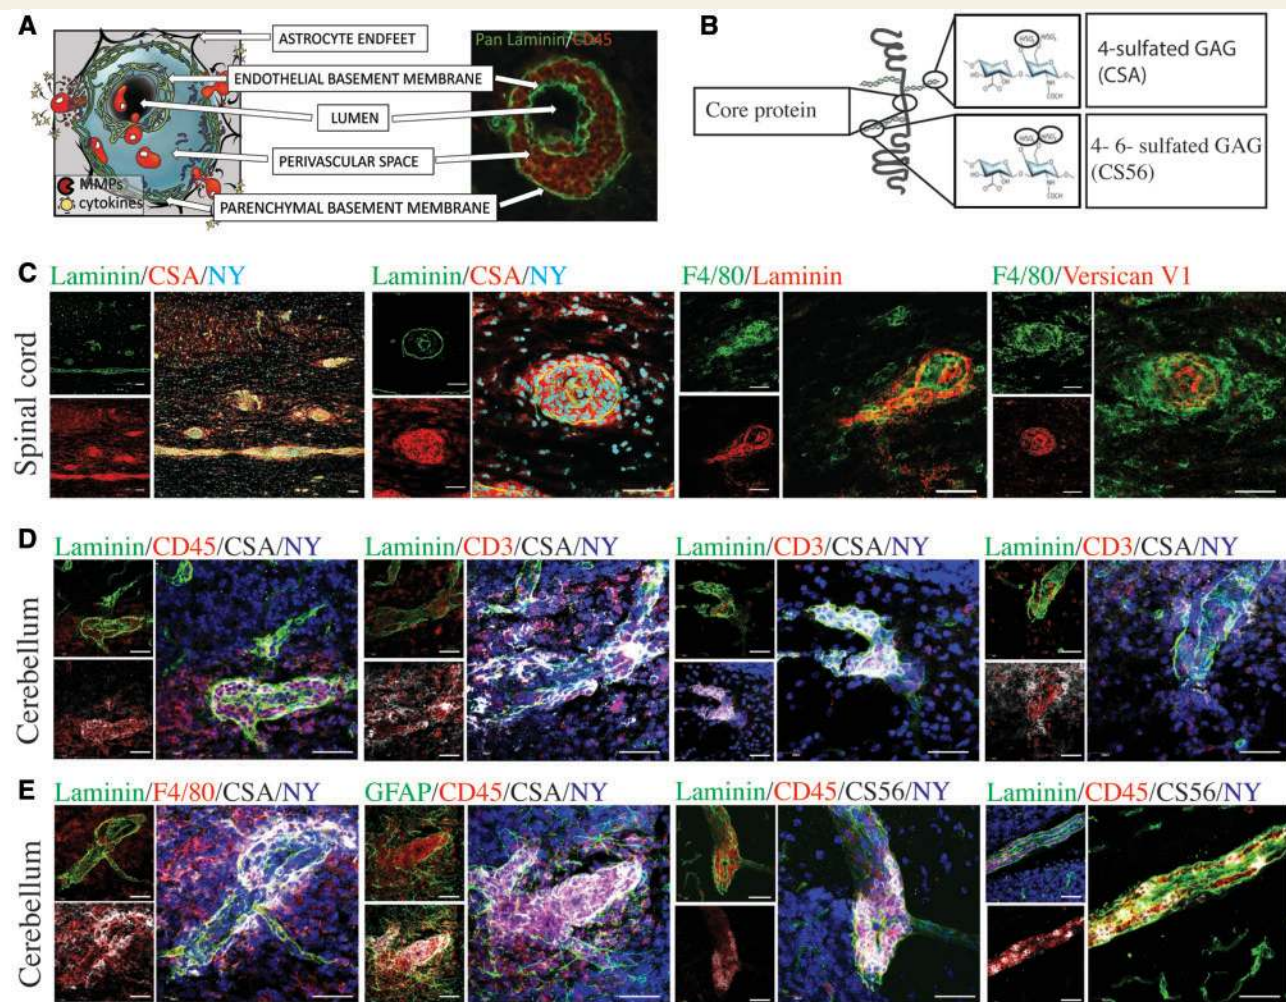 A
ASTROCYTE ENDFEET
ENDOTHELIAL BASEMENT MEMBRANE
LUMEN
PERIVASCULAR SPACE
PARENCHYMAL BASEMENT MEMBRANE
MMPs
cytokines
Pan Laminin/CD45
B
Core protein
4-sulfated GAG
(CSA)
4- 6- sulfated GAG
(CS56)
C
Laminin/CSA/NY
Laminin/CSA/NY
F4/80/Laminin
F4/80/Versican V1
Spinal cord
D
Laminin/CD45/CSA/NY
Laminin/CD3/CSA/NY
Laminin/CD3/CSA/NY
Laminin/CD3/CSA/NY
Cerebellum
E
Laminin/F4/80/CSA/NY
GFAP/CD45/CSA/NY
Laminin/CD45/CS56/NY
Laminin/CD45/CS56/NY
Cerebellum